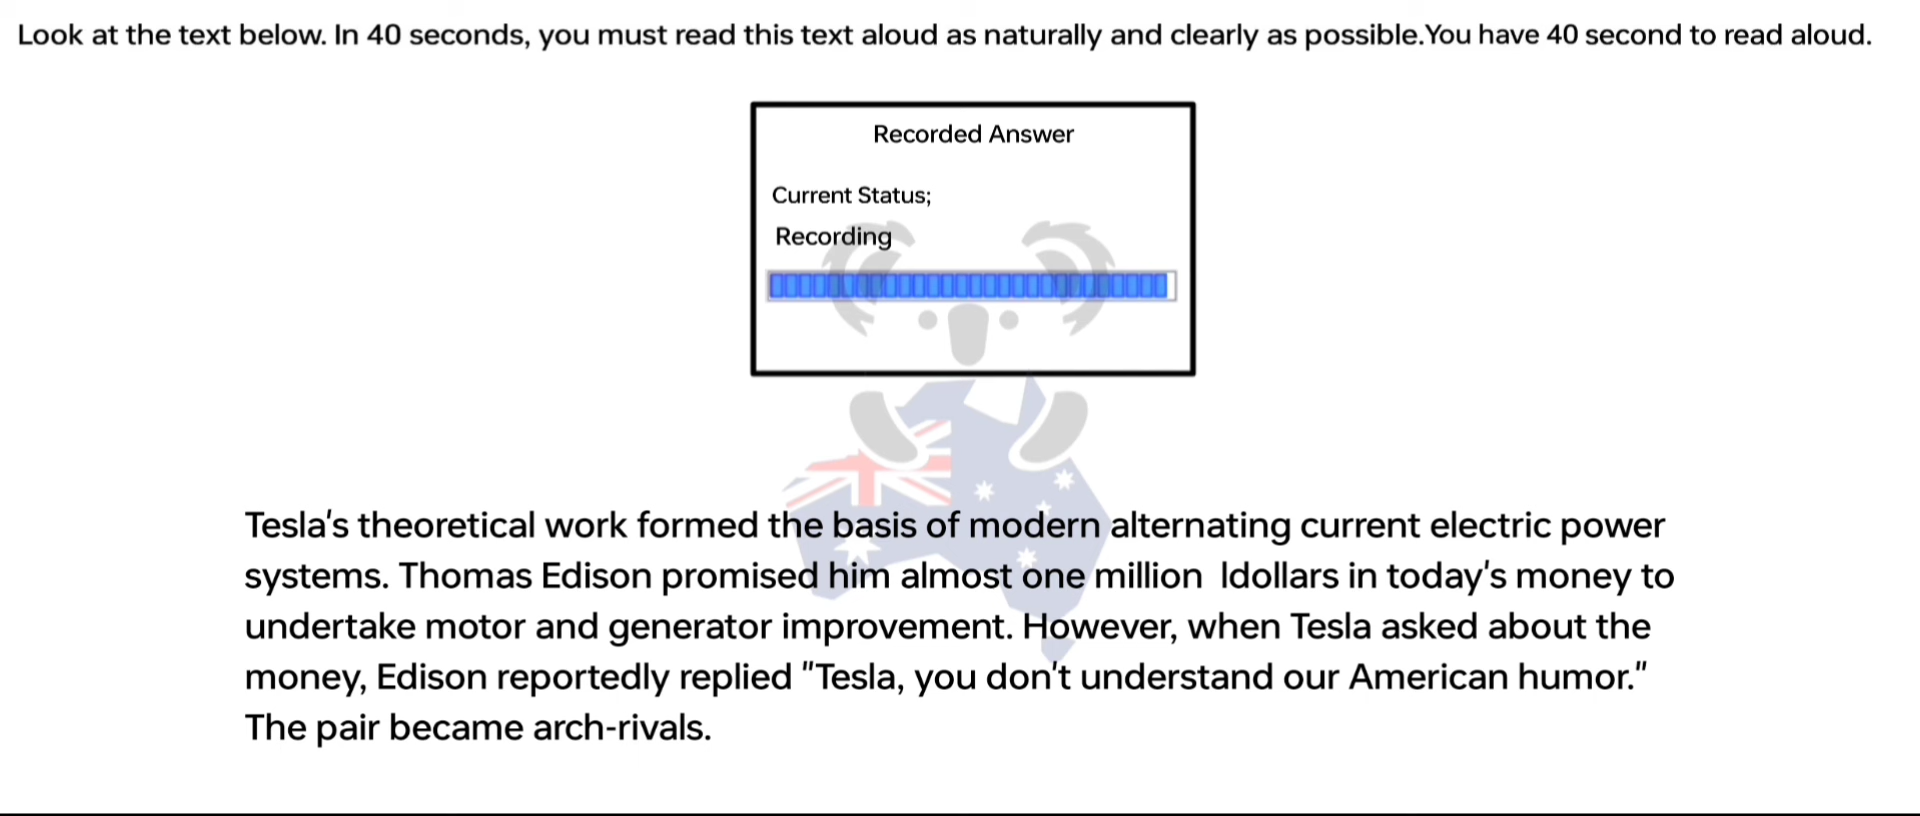 Look at the text below. In 40 seconds, you must read this text aloud as naturally and clearly as possible.You have 40 second to read aloud.
Recorded Answer
Current Status;
Recording
Tesla's theoretical work formed the basis of modern alternating current electric power
systems. Thomas Edison promised him almost one million ldollars in today's money to
undertake motor and generator improvement. However, when Tesla asked about the
money, Edison reportedly replied "Tesla, you don't understand our American humor."
The pair became arch-rivals.